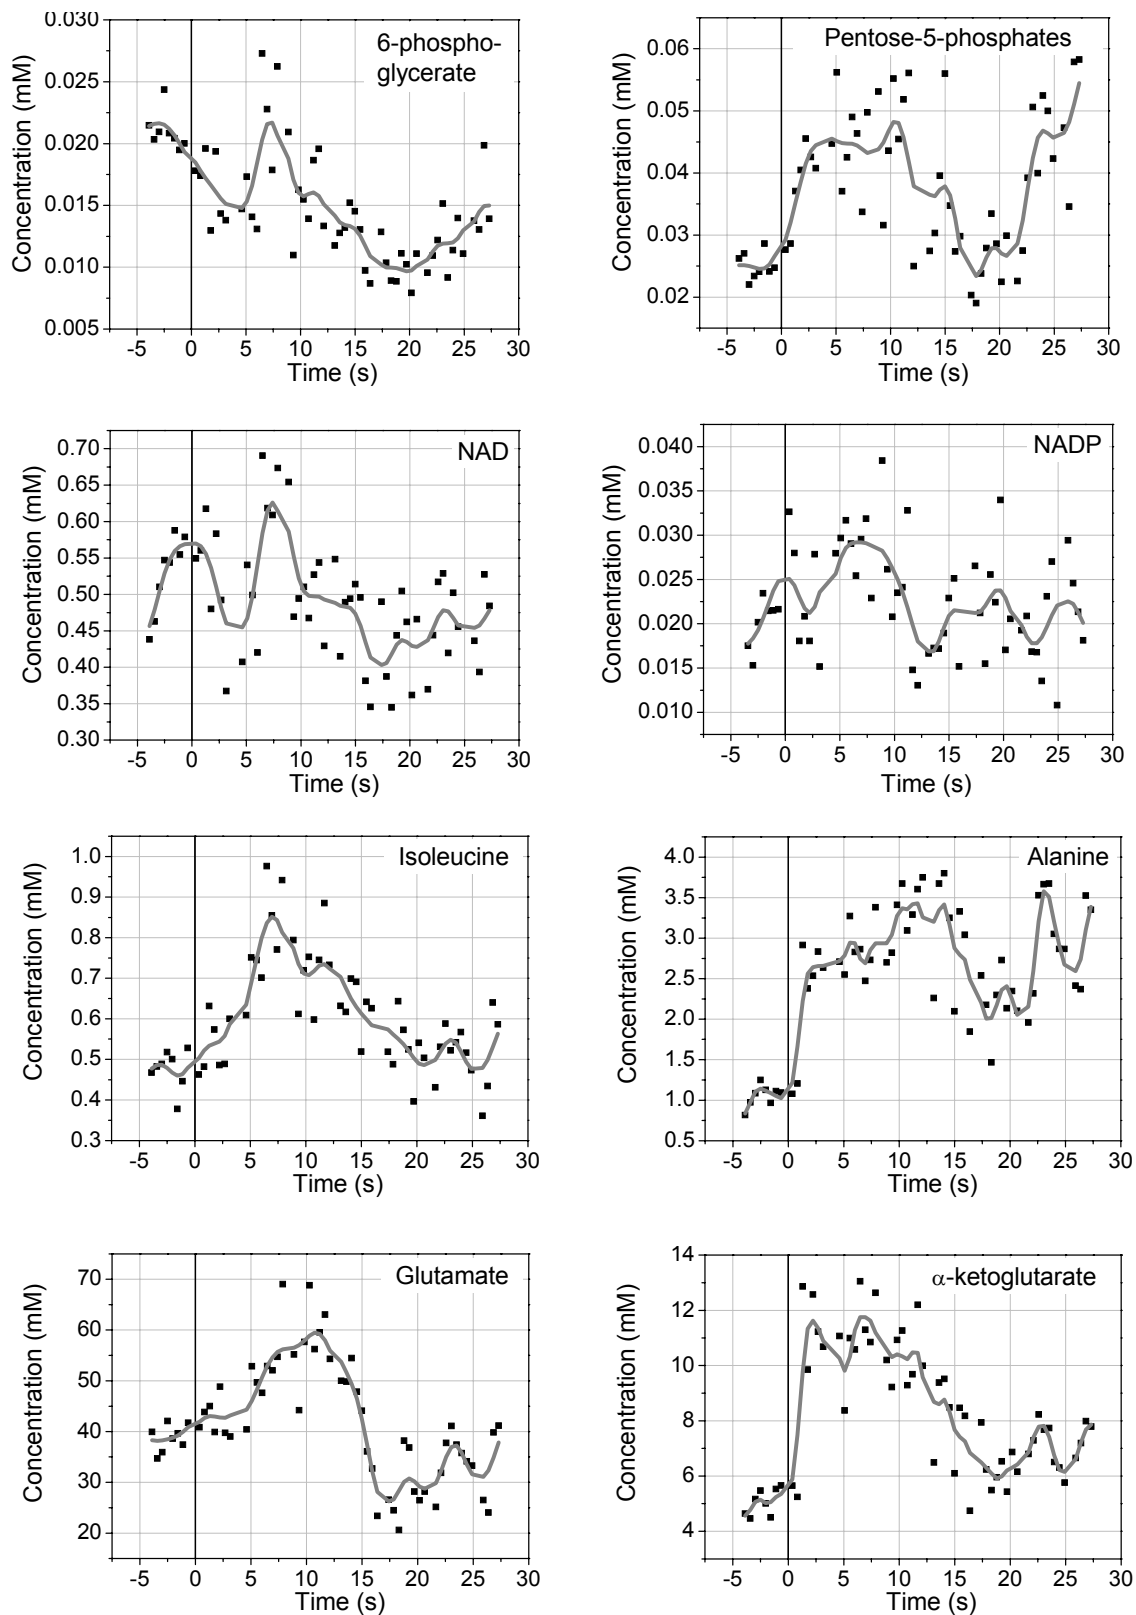 6-phospho-
glycerate
0.030
0.025
0.020
0.015
0.010
0.005
Concentration (mM)
-5 0 5 10 15 20 25 30
Time (s)
Pentose-5-phosphates
0.06
0.05
0.04
0.03
0.02
Concentration (mM)
-5 0 5 10 15 20 25 30
Time (s)
NAD
0.70
0.65
0.60
0.55
0.50
0.45
0.40
0.35
0.30
Concentration (mM)
-5 0 5 10 15 20 25 30
Time (s)
NADP
0.040
0.035
0.030
0.025
0.020
0.015
0.010
Concentration (mM)
-5 0 5 10 15 20 25 30
Time (s)
Isoleucine
1.0
0.9
0.8
0.7
0.6
0.5
0.4
0.3
Concentration (mM)
-5 0 5 10 15 20 25 30
Time (s)
Alanine
4.0
3.5
3.0
2.5
2.0
1.5
1.0
0.5
Concentration (mM)
-5 0 5 10 15 20 25 30
Time (s)
Glutamate
70
60
50
40
30
20
Concentration (mM)
-5 0 5 10 15 20 25 30
Time (s)
α-ketoglutarate
14
12
10
8
6
4
Concentration (mM)
-5 0 5 10 15 20 25 30
Time (s)